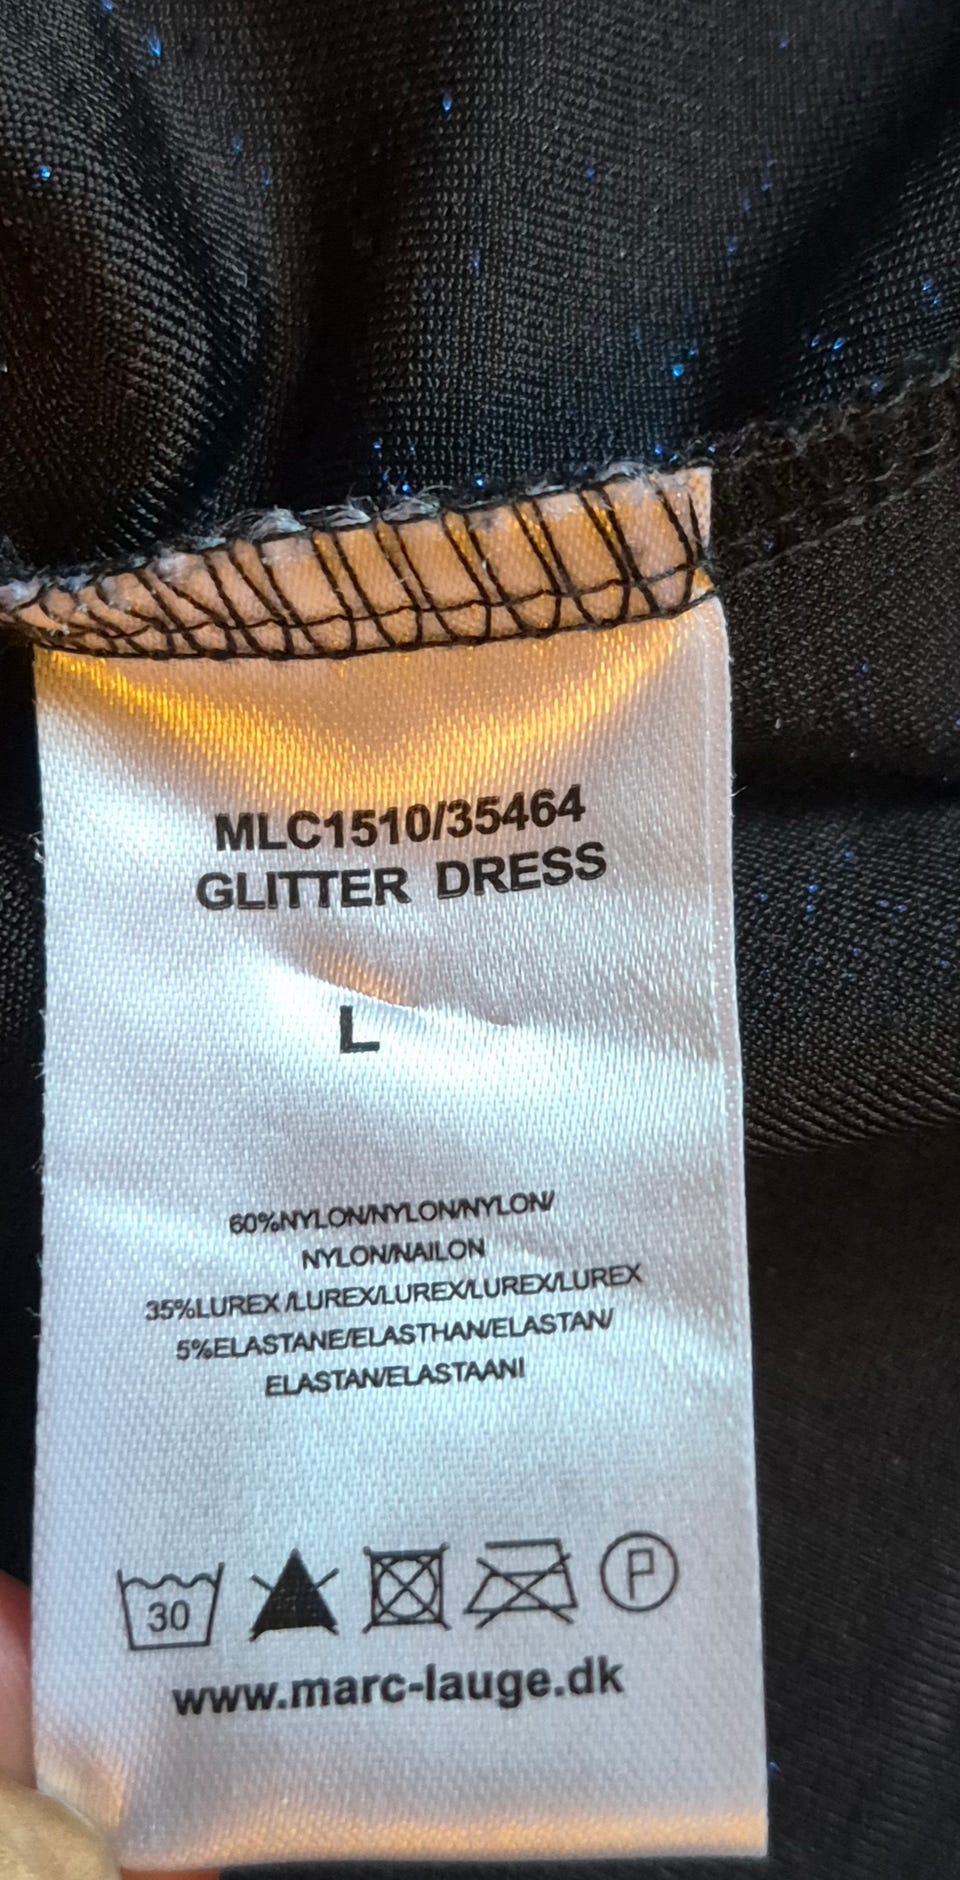 MLC1510/35464
GLITTER DRESS
L
60%NYLON/NYLON/NYLON/
NYLON/NAILON
35%LUREX /LUREX/LUREX/LUREX/LUREX
5%ELASTANE/ELASTHAN/ELASTAN/
ELASTAN/ELASTAANI
30 P
www.marc-lauge.dk